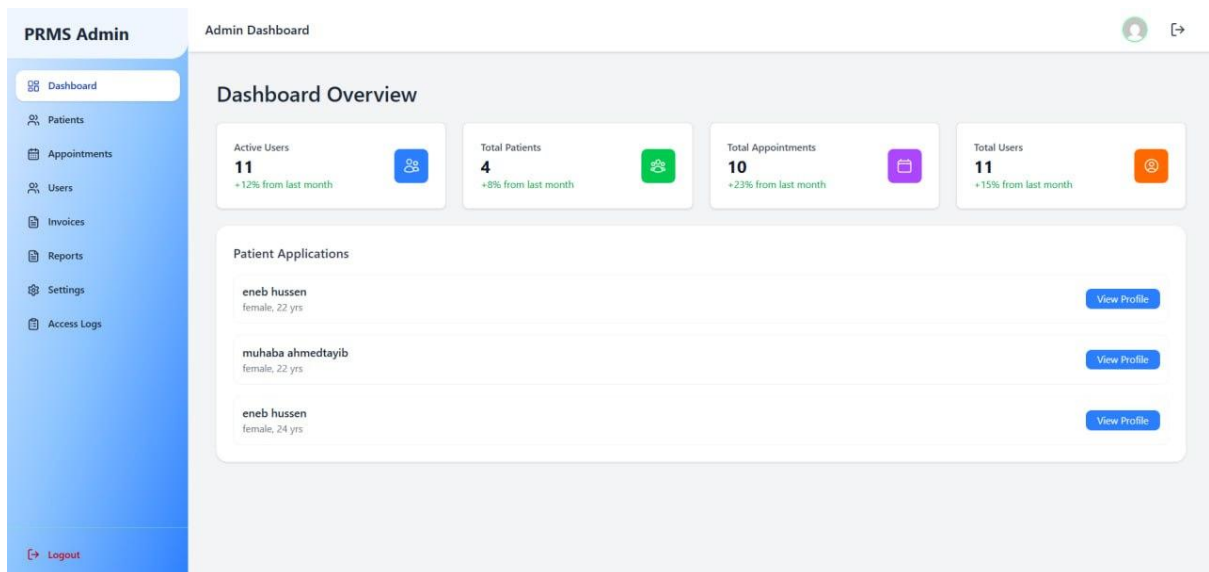 PRMS Admin
Admin Dashboard
Dashboard
Patients
Appointments
Users
Invoices
Reports
Settings
Access Logs
Logout
Dashboard Overview
Active Users
11
+12% from last month
Total Patients
4
+8% from last month
Total Appointments
10
+23% from last month
Total Users
11
+15% from last month
Patient Applications
eneb hussen
female, 22 yrs
View Profile
muhaba ahmedtayib
female, 22 yrs
View Profile
eneb hussen
female, 24 yrs
View Profile